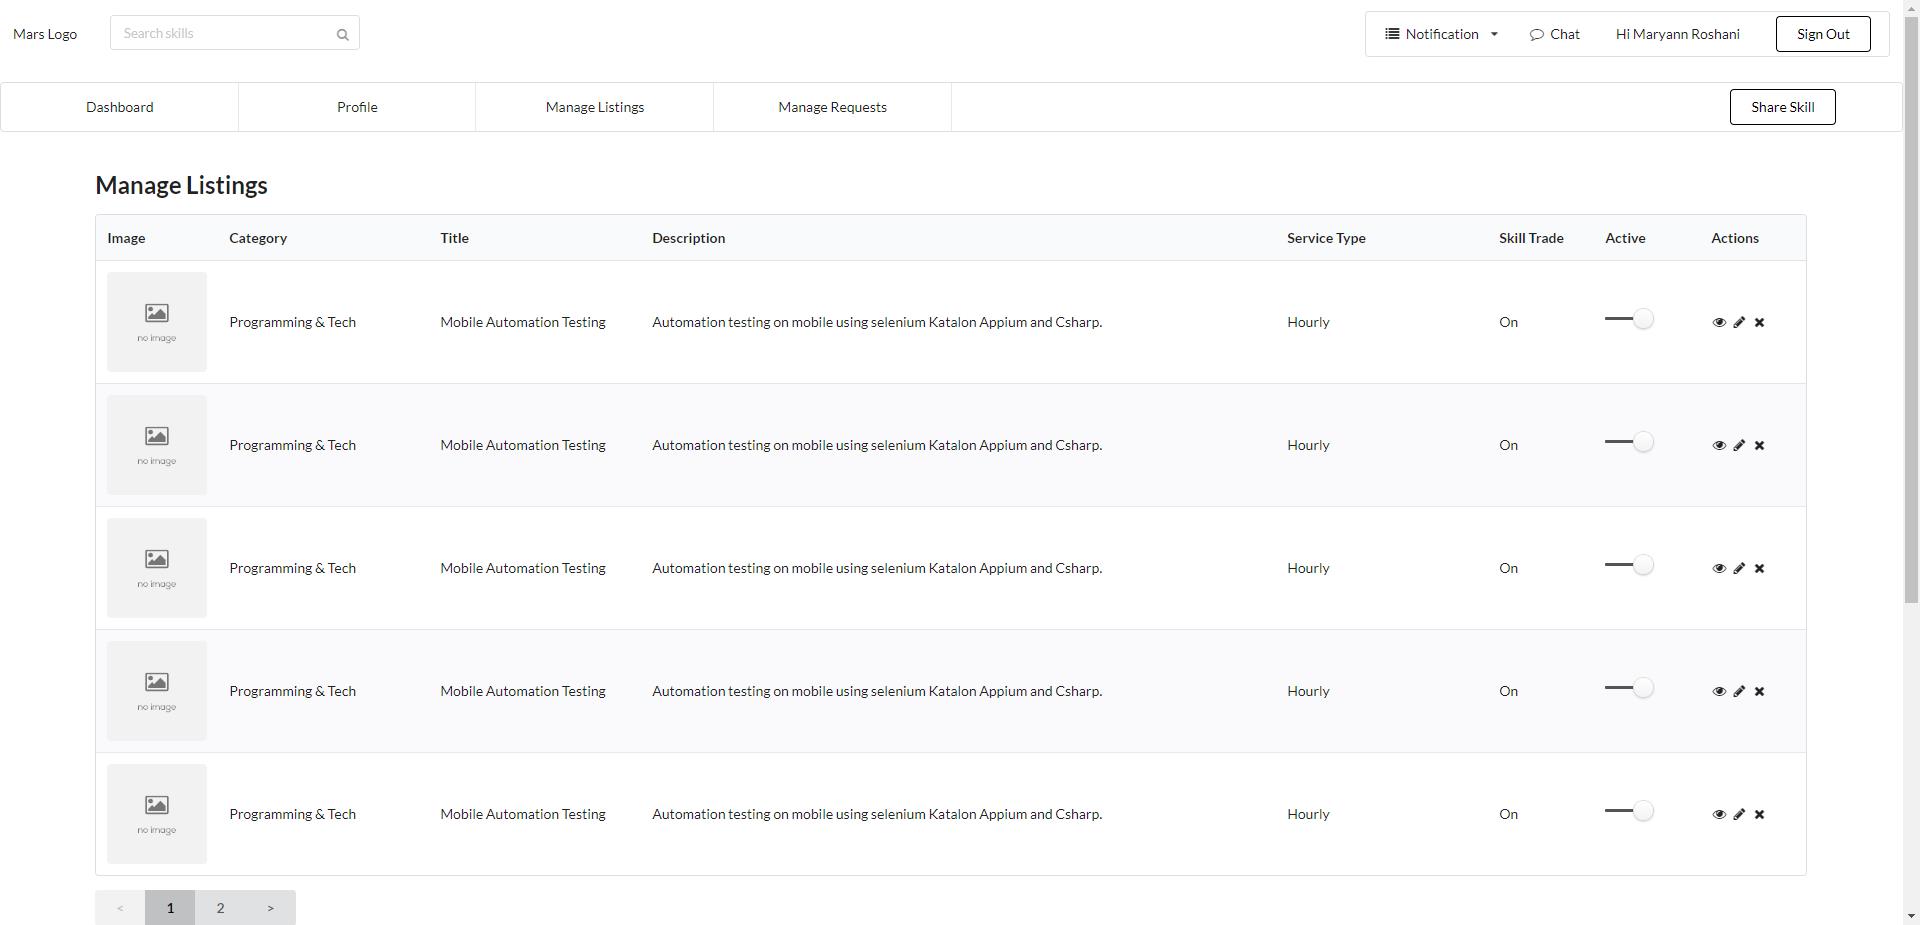 Mars Logo Search skills Notification Chat Hi Maryann Roshani Sign Out
Dashboard Profile Manage Listings Manage Requests Share Skill
Manage Listings
Image Category Title Description Service Type Skill Trade Active Actions
no image Programming & Tech Mobile Automation Testing Automation testing on mobile using selenium Katalon Appium and Csharp. Hourly On
no image Programming & Tech Mobile Automation Testing Automation testing on mobile using selenium Katalon Appium and Csharp. Hourly On
no image Programming & Tech Mobile Automation Testing Automation testing on mobile using selenium Katalon Appium and Csharp. Hourly On
no image Programming & Tech Mobile Automation Testing Automation testing on mobile using selenium Katalon Appium and Csharp. Hourly On
no image Programming & Tech Mobile Automation Testing Automation testing on mobile using selenium Katalon Appium and Csharp. Hourly On
< 1 2 >